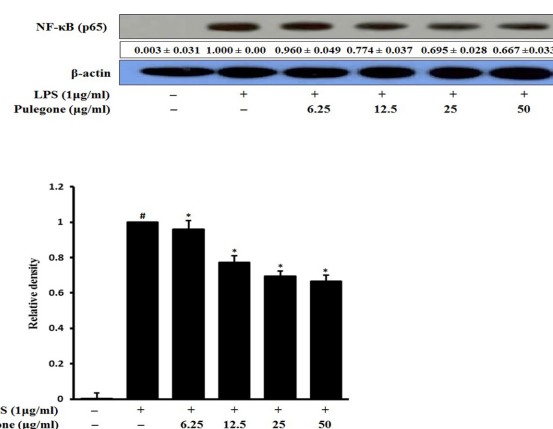 NF-κB (p65)
0.003 ± 0.031 1.000 ± 0.00 0.960 ± 0.049 0.774 ± 0.037 0.695 ± 0.028 0.667 ±0.033
β-actin
LPS (1μg/ml) – + + + + +
Pulegone (μg/ml) – – 6.25 12.5 25 50
1.2
1
0.8
0.6
0.4
0.2
0
Relative density
# * * * * *
S (1μg/ml) – + + + + +
one (μg/ml) – – 6.25 12.5 25 50